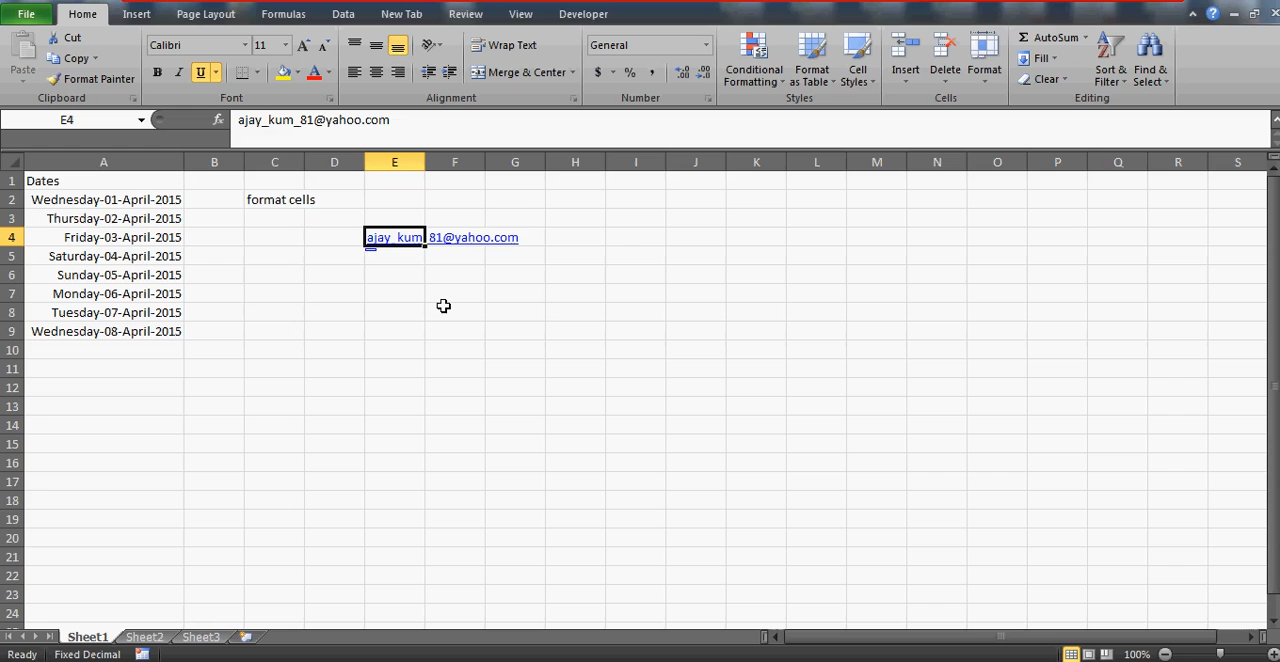 File Home Insert Page Layout Formulas Data New Tab Review View Developer
Cut Calibri 11 Wrap Text General AutoSum
Copy
Paste Format Painter B I U Merge & Center $ % , Conditional Formatting Format as Table Cell Styles Insert Delete Format Fill Clear Sort & Filter Find & Select
Clipboard Font Alignment Number Styles Cells Editing
E4 fx ajay_kum_81@yahoo.com
A B C D E F G H I J K L M N O P Q R S
1 Dates
2 Wednesday-01-April-2015 format cells
3 Thursday-02-April-2015
4 Friday-03-April-2015 ajay_kum_81@yahoo.com
5 Saturday-04-April-2015
6 Sunday-05-April-2015
7 Monday-06-April-2015
8 Tuesday-07-April-2015
9 Wednesday-08-April-2015
10
11
12
13
14
15
16
17
18
19
20
21
22
23
24
Sheet1 Sheet2 Sheet3
Ready Fixed Decimal 100%